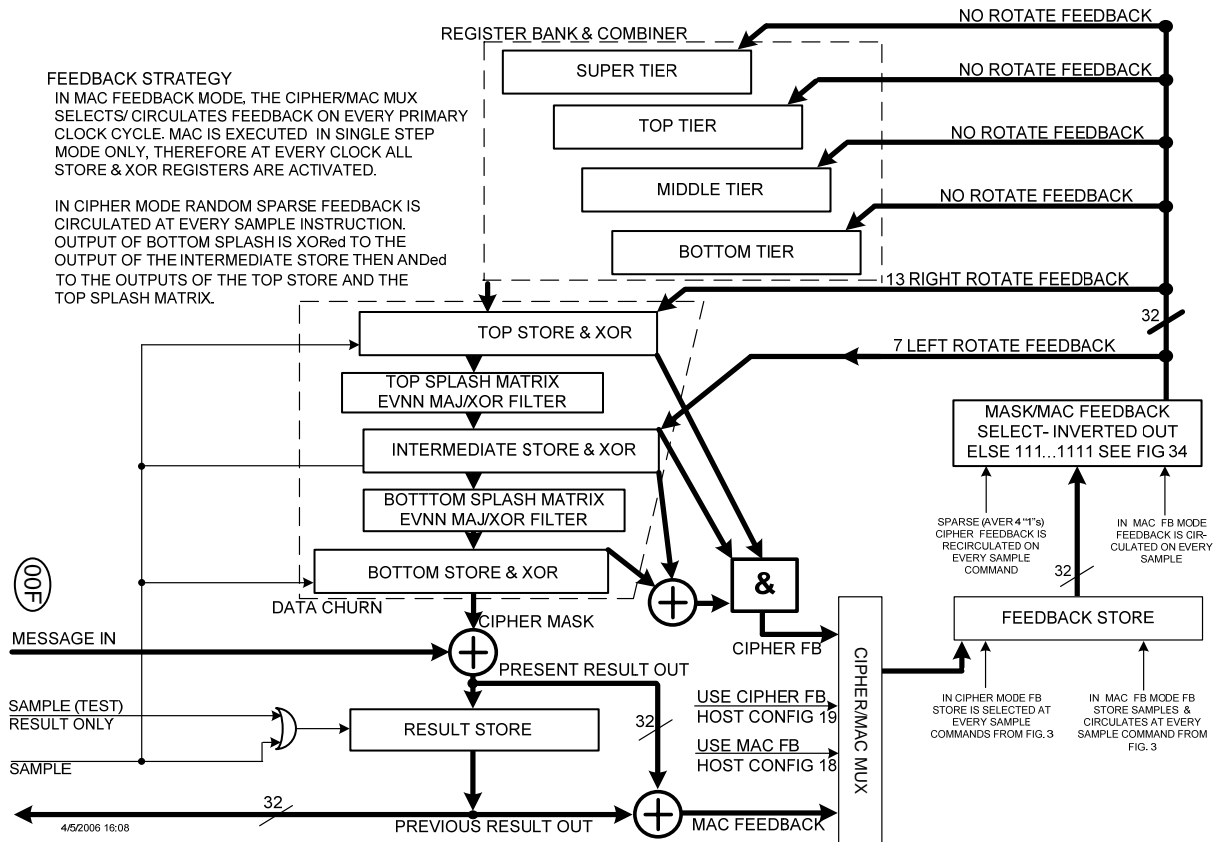 NO ROTATE FEEDBACK
REGISTER BANK & COMBINER
SUPER TIER
FEEDBACK STRATEGY
IN MAC FEEDBACK MODE, THE CIPHER/MAC MUX
SELECTS/ CIRCULATES FEEDBACK ON EVERY PRIMARY
CLOCK CYCLE. MAC IS EXECUTED IN SINGLE STEP
MODE ONLY, THEREFORE AT EVERY CLOCK ALL
STORE & XOR REGISTERS ARE ACTIVATED.
IN CIPHER MODE RANDOM SPARSE FEEDBACK IS
CIRCULATED AT EVERY SAMPLE INSTRUCTION.
OUTPUT OF BOTTOM SPLASH IS XORed TO THE
OUTPUT OF THE INTERMEDIATE STORE THEN ANDed
TO THE OUTPUTS OF THE TOP STORE AND THE
TOP SPLASH MATRIX.
NO ROTATE FEEDBACK
TOP TIER
NO ROTATE FEEDBACK
MIDDLE TIER
NO ROTATE FEEDBACK
BOTTOM TIER
13 RIGHT ROTATE FEEDBACK
32
TOP STORE & XOR
7 LEFT ROTATE FEEDBACK
TOP SPLASH MATRIX
EVNN MAJ/XOR FILTER
INTERMEDIATE STORE & XOR
BOTTTOM SPLASH MATRIX
EVNN MAJ/XOR FILTER
BOTTOM STORE & XOR
DATA CHURN
MASK/MAC FEEDBACK
SELECT- INVERTED OUT
ELSE 111...1111 SEE FIG 34
SPARSE (AVER 4 "1"s)
CIPHER FEEDBACK IS
RECIRCULATED ON
EVERY SAMPLE
COMMAND
IN MAC FB MODE
FEEDBACK IS CIR-
CULATED ON EVERY
SAMPLE
32
&
00F
CIPHER MASK
MESSAGE IN
CIPHER FB
FEEDBACK STORE
PRESENT RESULT OUT
CIPHER/MAC MUX
IN CIPHER MODE FB
STORE IS SELECTED AT
EVERY SAMPLE
COMMANDS FROM FIG. 3
IN MAC FB MODE FB
STORE SAMPLES &
CIRCULATES AT EVERY
SAMPLE COMMAND FROM
FIG. 3
USE CIPHER FB
HOST CONFIG 19
USE MAC FB
HOST CONFIG 18
SAMPLE (TEST)
RESULT ONLY
RESULT STORE
32
SAMPLE
32
4/5/2006 16:08
PREVIOUS RESULT OUT
MAC FEEDBACK